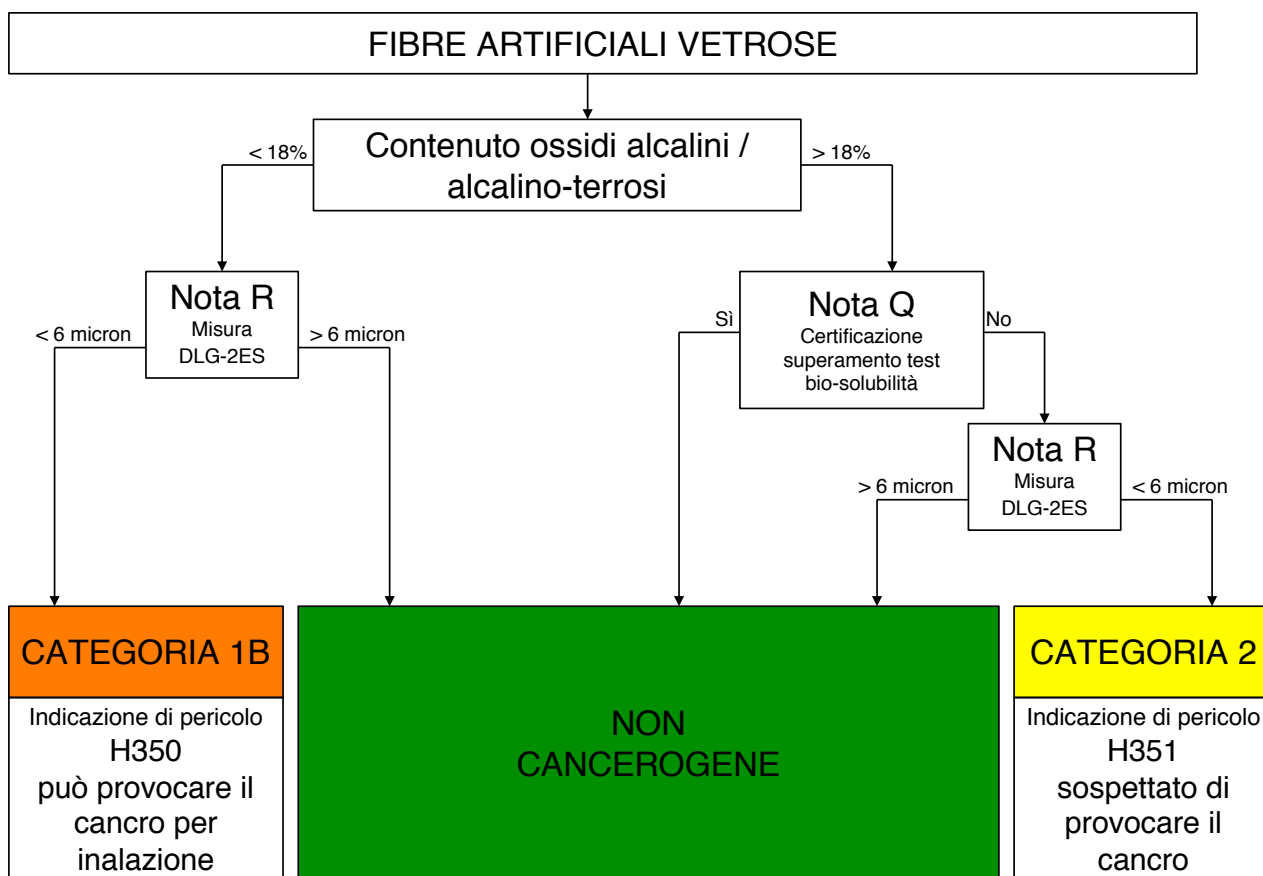 FIBRE ARTIFICIALI VETROSE
Contenuto ossidi alcalini /
alcalino-terrosi
< 18%
> 18%
Nota R
Misura
DLG-2ES
< 6 micron
> 6 micron
Nota Q
Certificazione
superamento test
bio-solubilità
Sì
No
Nota R
Misura
DLG-2ES
> 6 micron
< 6 micron
CATEGORIA 1B
Indicazione di pericolo
H350
può provocare il
cancro per
inalazione
NON
CANCEROGENE
CATEGORIA 2
Indicazione di pericolo
H351
sospettato di
provocare il
cancro